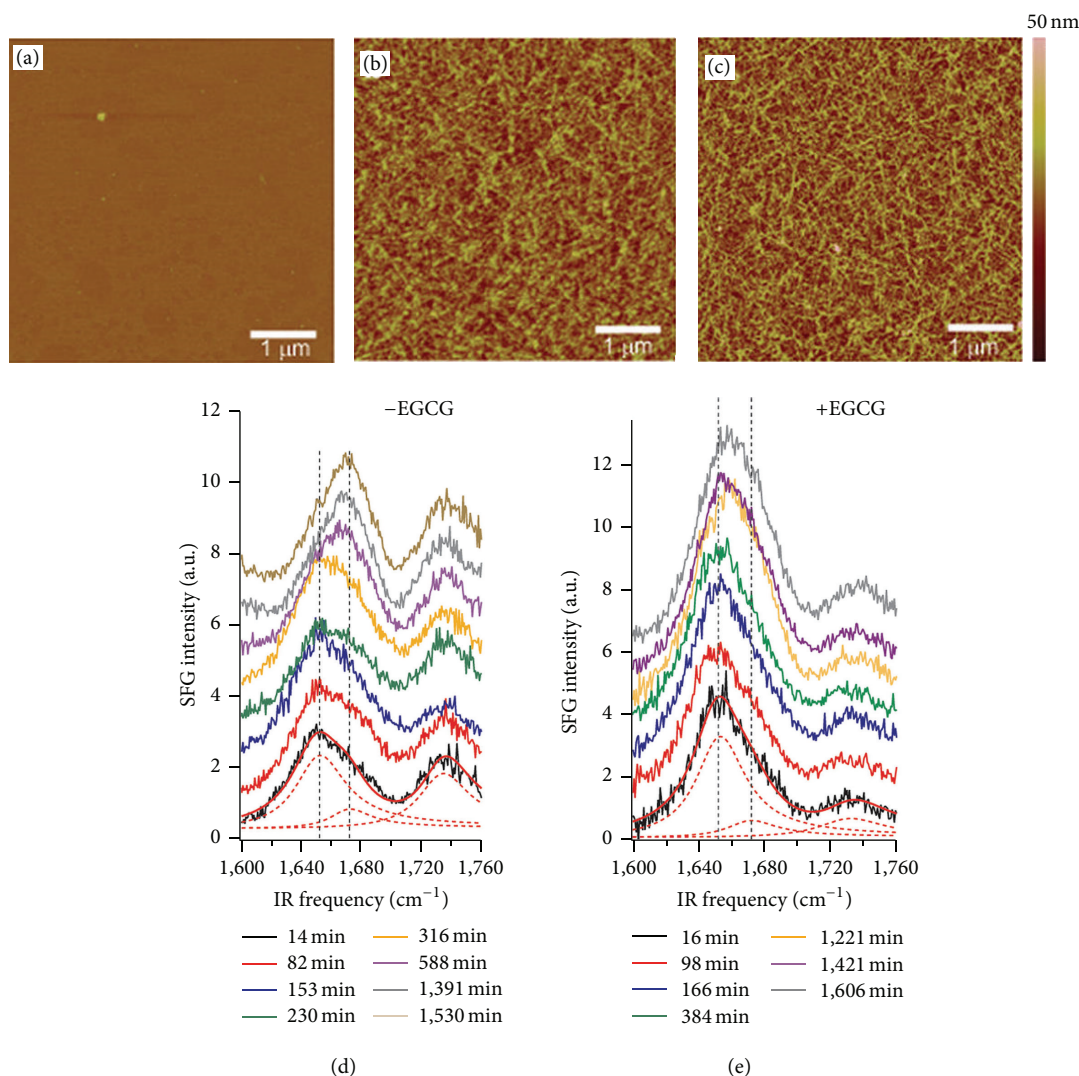 50 nm
(a)
(b)
(c)
1 μm
1 μm
1 μm
−EGCG
+EGCG
12
10
8
6
4
2
0
SFG intensity (a.u.)
1,600
1,640
1,680
1,720
1,760
IR frequency (cm−1)
12
10
8
6
4
2
0
SFG intensity (a.u.)
1,600
1,640
1,680
1,720
1,760
IR frequency (cm−1)
14 min
82 min
153 min
230 min
316 min
588 min
1,391 min
1,530 min
16 min
98 min
166 min
384 min
1,221 min
1,421 min
1,606 min
(d)
(e)